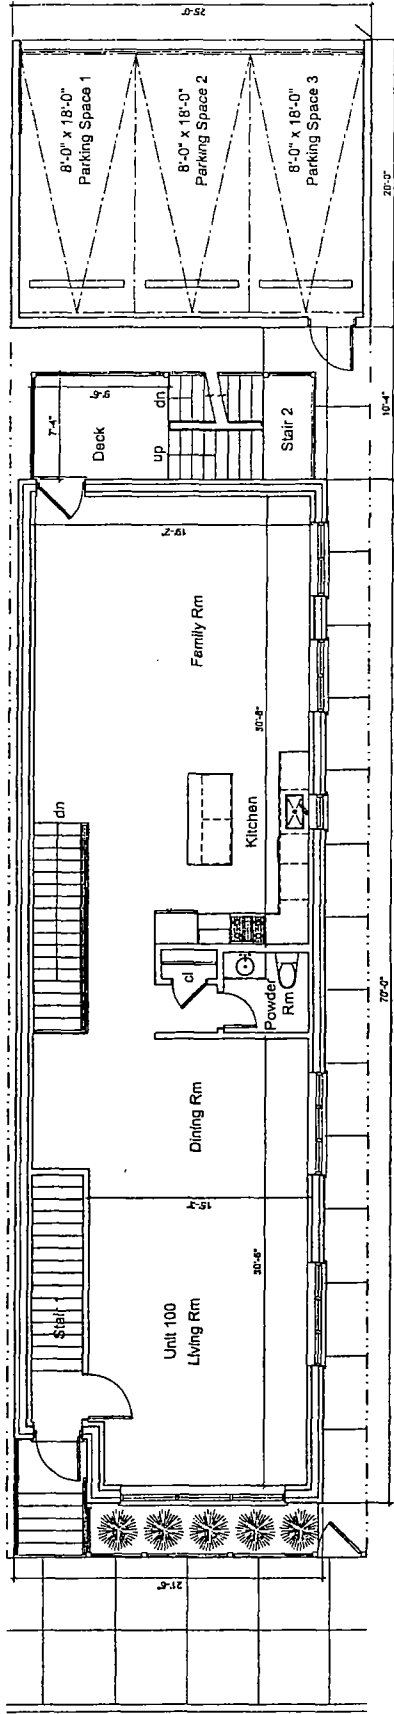 25'-0"
8'-0" x 18'-0"
Parking Space 1
8'-0" x 18'-0"
Parking Space 2
8'-0" x 18'-0"
Parking Space 3
20'-0"
10'-4"
7'-4"
9'-6"
Deck
up
dn
Stair 2
19'-2"
Family Rm
30'-8"
dn
Kitchen
cl
Powder
Rm
70'-0"
Dining Rm
15'-4"
30'-6"
Stair 1
Unit 100
Living Rm
21'-6"